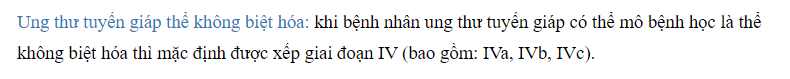 Ung thư tuyến giáp thể không biệt hóa: khi bệnh nhân ung thư tuyến giáp có thể mô bệnh học là thể
không biệt hóa thì mặc định được xếp giai đoạn IV (bao gồm: IVa, IVb, IVc).